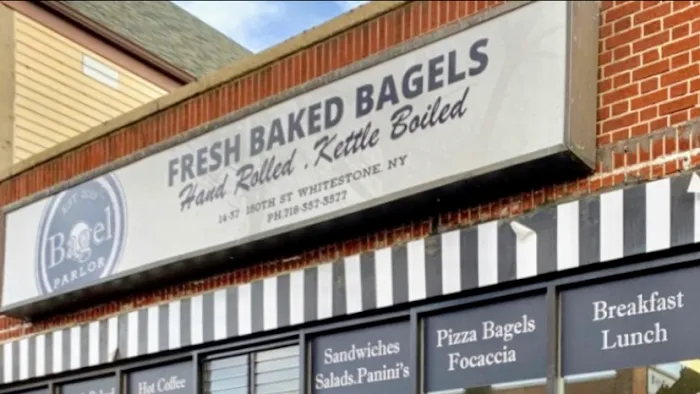 FRESH BAKED BAGELS
Hand Rolled . Kettle Boiled
14-37 150TH ST WHITESTONE, NY
PH.718-357-3577
Bagel
PARLOR
Breakfast
Lunch
Pizza Bagels
Focaccia
Sandwiches
Salads.Panini's
Hot Coffee